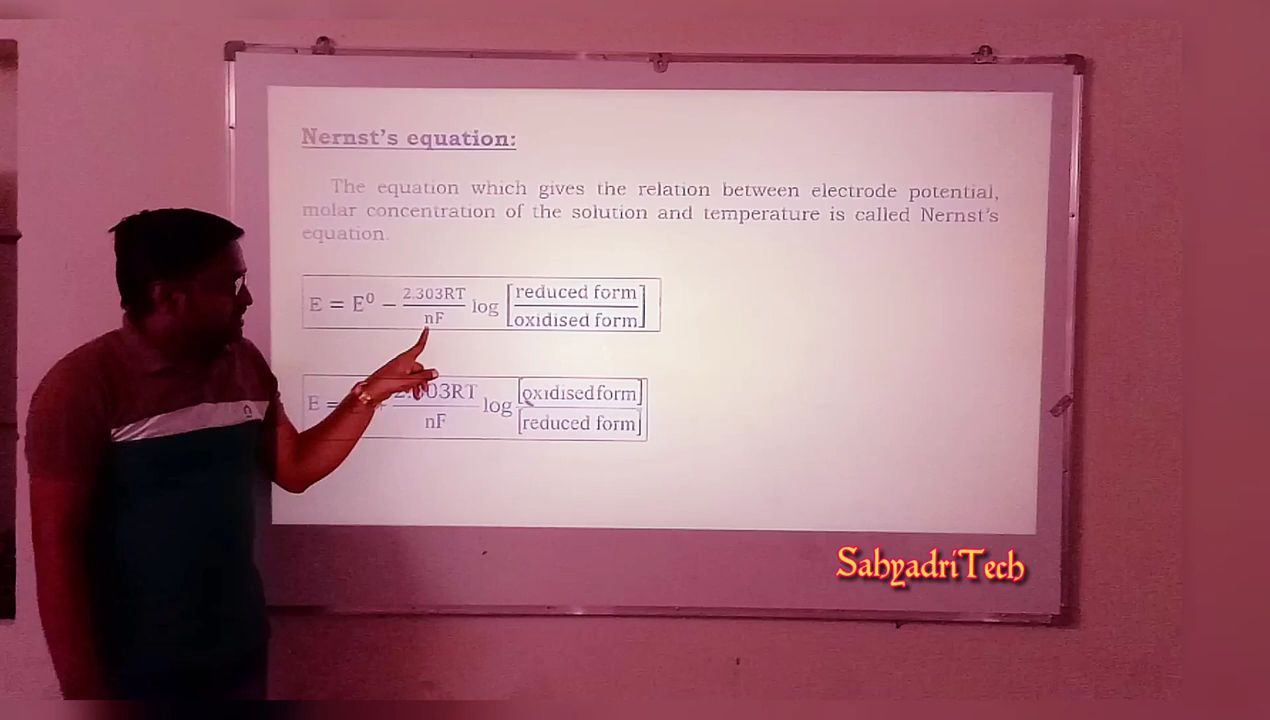 Nernst's equation:
The equation which gives the relation between electrode potential,
molar concentration of the solution and temperature is called Nernst's
equation.
E = E⁰ − 2.303RT/nF log [reduced form/oxidised form]
E = + 2.303RT/nF log [oxidised form]/[reduced form]
SahyadriTech